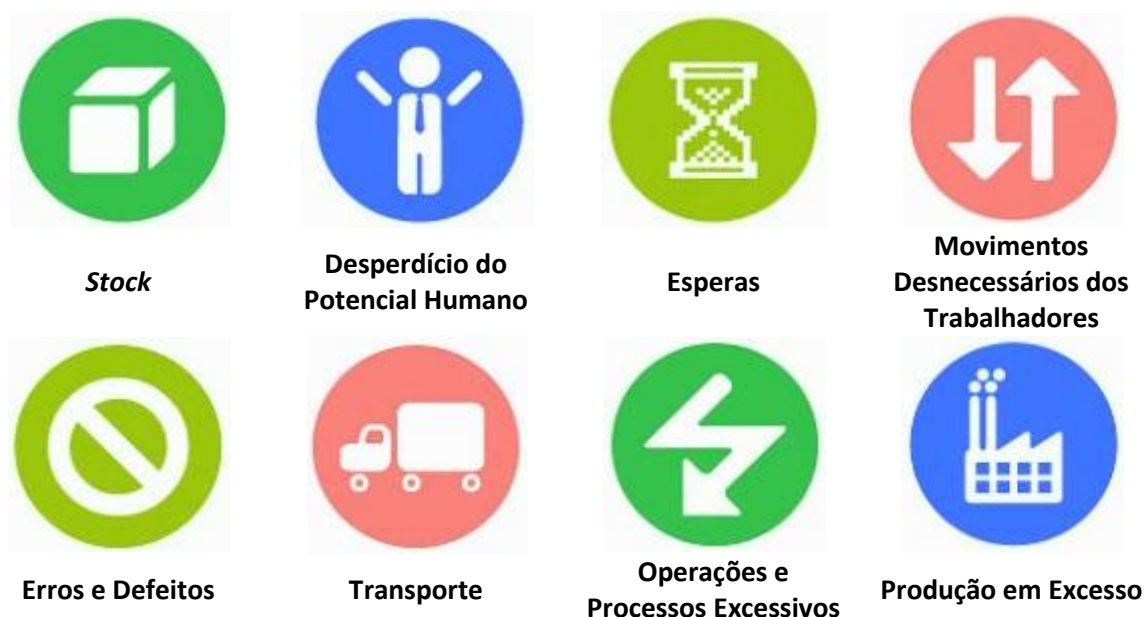 Stock
Desperdício do
Potencial Humano
Esperas
Movimentos
Desnecessários dos
Trabalhadores
Erros e Defeitos
Transporte
Operações e
Processos Excessivos
Produção em Excesso